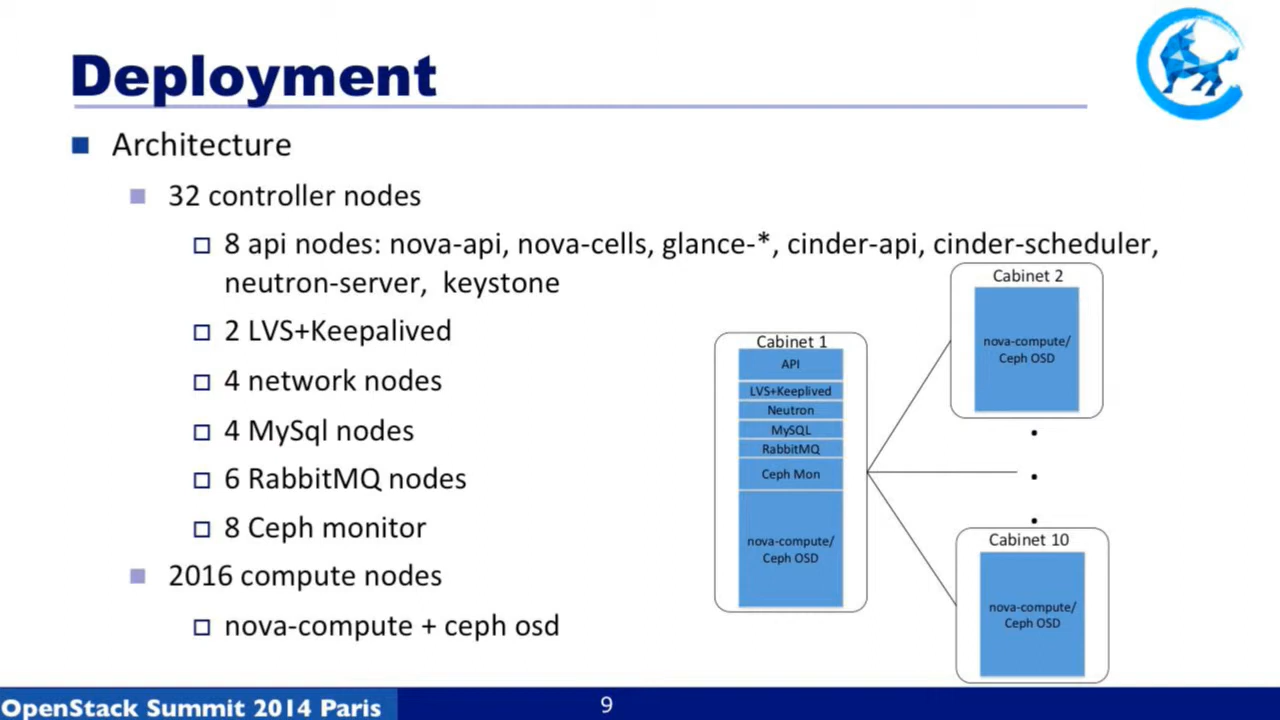 Deployment
Architecture
32 controller nodes
8 api nodes: nova-api, nova-cells, glance-*, cinder-api, cinder-scheduler,
neutron-server, keystone
2 LVS+Keepalived
4 network nodes
4 MySql nodes
6 RabbitMQ nodes
8 Ceph monitor
2016 compute nodes
nova-compute + ceph osd
Cabinet 1
API
LVS+Keeplived
Neutron
MySQL
RabbitMQ
Ceph Mon
nova-compute/
Ceph OSD
Cabinet 2
nova-compute/
Ceph OSD
Cabinet 10
nova-compute/
Ceph OSD
OpenStack Summit 2014 Paris
9